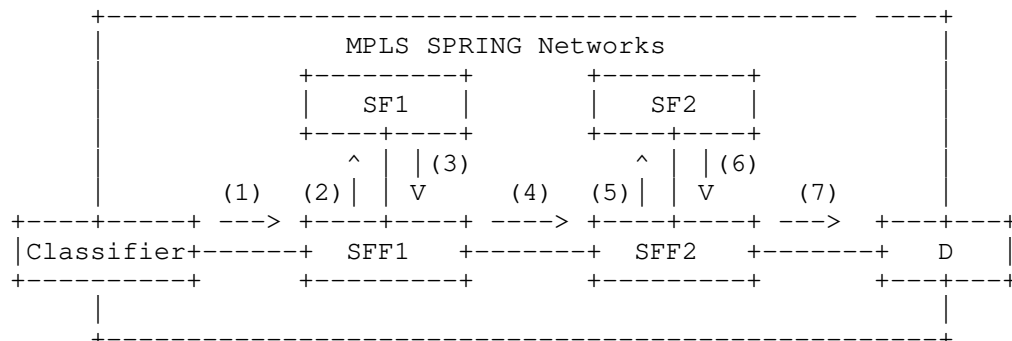 MPLS SPRING Networks
SF1 SF2
(3) (6)
(1) (2) V (4) (5) V (7)
Classifier SFF1 SFF2 D